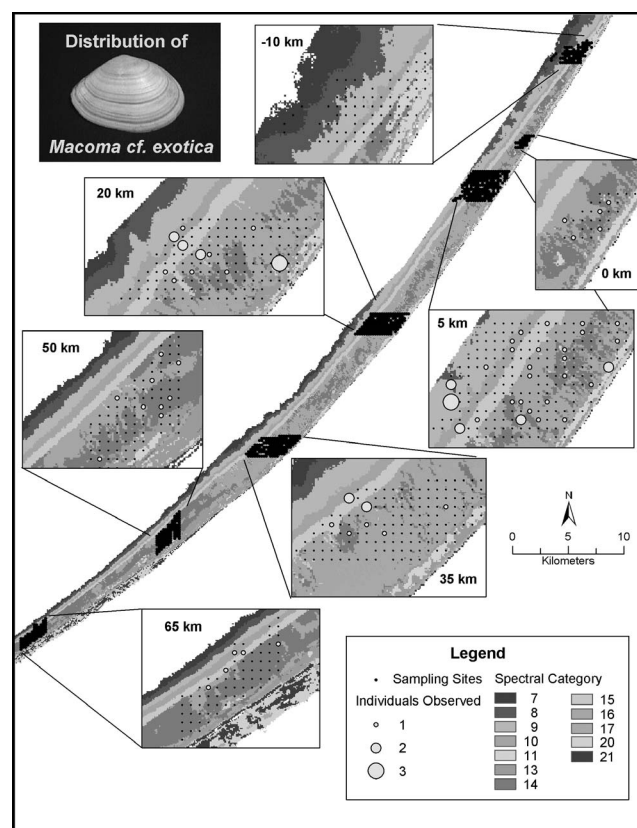 Distribution of
Macoma cf. exotica
-10 km
20 km
0 km
5 km
50 km
35 km
65 km
N
0 5 10
Kilometers
Legend
Sampling Sites
Individuals Observed
1
2
3
Spectral Category
7
8
9
10
11
13
14
15
16
17
20
21